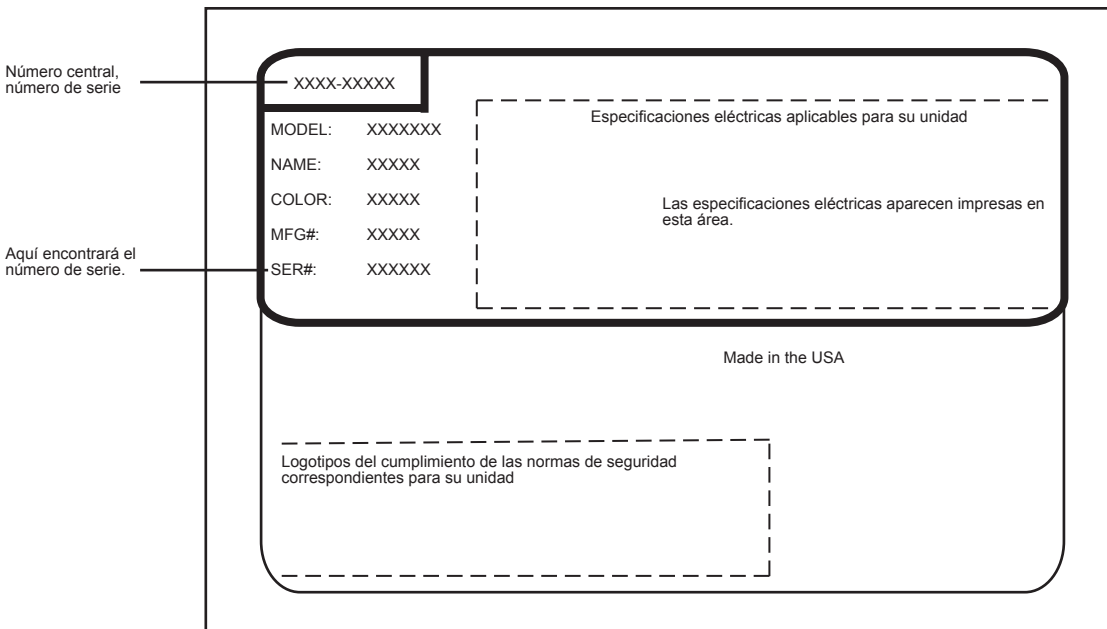 Número central,
número de serie
XXXX-XXXXX
Especificaciones eléctricas aplicables para su unidad
MODEL: XXXXXXX
NAME: XXXXX
COLOR: XXXXX
Las especificaciones eléctricas aparecen impresas en
esta área.
MFG#: XXXXX
Aquí encontrará el
número de serie.
SER#: XXXXXX
Made in the USA
Logotipos del cumplimiento de las normas de seguridad
correspondientes para su unidad